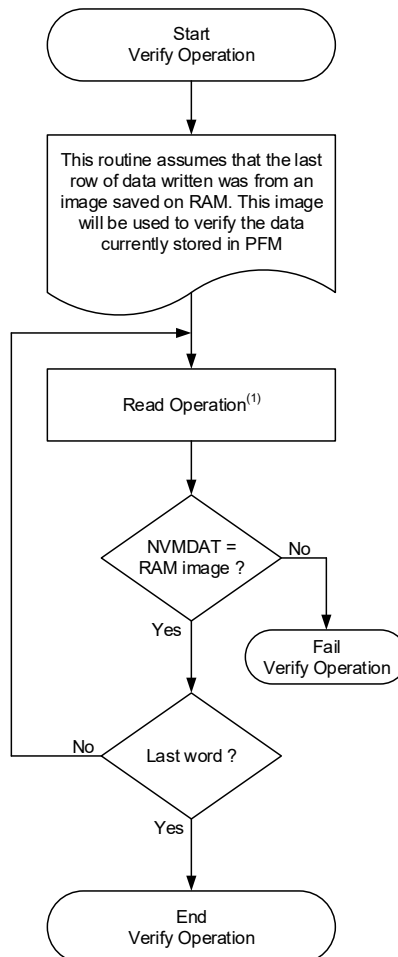 Start
Verify Operation
This routine assumes that the last
row of data written was from an
image saved on RAM. This image
will be used to verify the data
currently stored in PFM
Read Operation(1)
NVMDAT =
RAM image ?
No
Yes
Fail
Verify Operation
Last word ?
No
Yes
End
Verify Operation